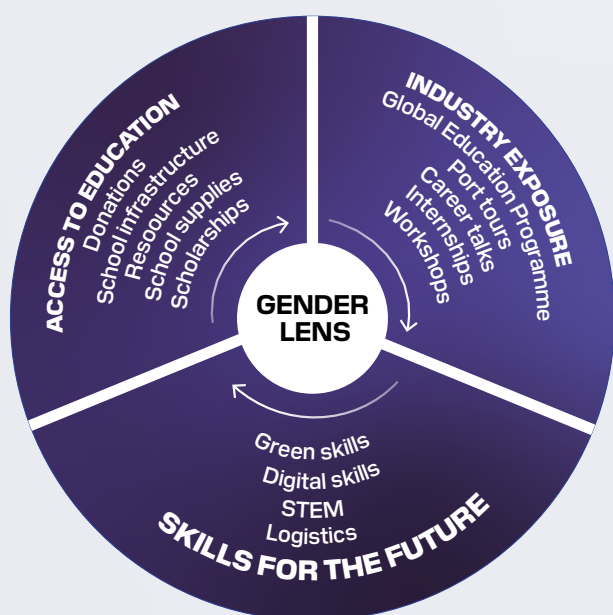 ACCESS TO EDUCATION
Donations
School infrastructure
Resoources
School supplies
Scholarships
INDUSTRY EXPOSURE
Global Education Programme
Port tours
Career talks
Internships
Workshops
GENDER
LENS
Green skills
Digital skills
STEM
Logistics
SKILLS FOR THE FUTURE